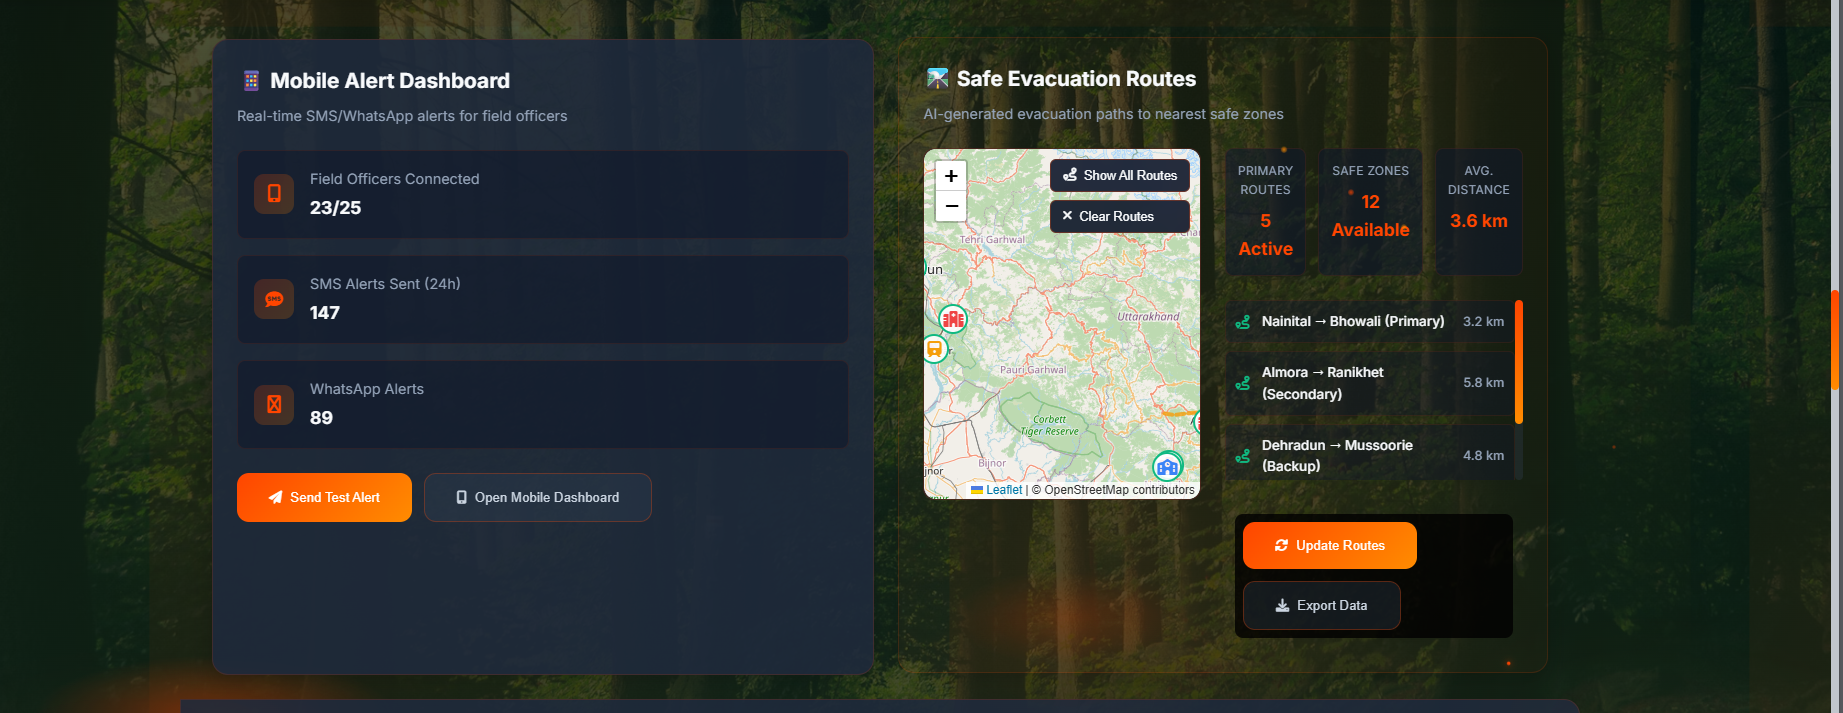 Mobile Alert Dashboard
Real-time SMS/WhatsApp alerts for field officers
Field Officers Connected
23/25
SMS
SMS Alerts Sent (24h)
147
WhatsApp Alerts
89
Send Test Alert
Open Mobile Dashboard
Safe Evacuation Routes
AI-generated evacuation paths to nearest safe zones
+
−
Show All Routes
✕ Clear Routes
Tehri Garhwal
un
Uttarakhand
Pauri Garhwal
Corbett
Tiger Reserve
Bijnor
jnor
Leaflet | © OpenStreetMap contributors
PRIMARY
ROUTES
5
Active
SAFE ZONES
12
Available
AVG.
DISTANCE
3.6 km
Nainital → Bhowali (Primary) 3.2 km
Almora → Ranikhet
(Secondary)
5.8 km
Dehradun → Mussoorie
(Backup)
4.8 km
Update Routes
Export Data